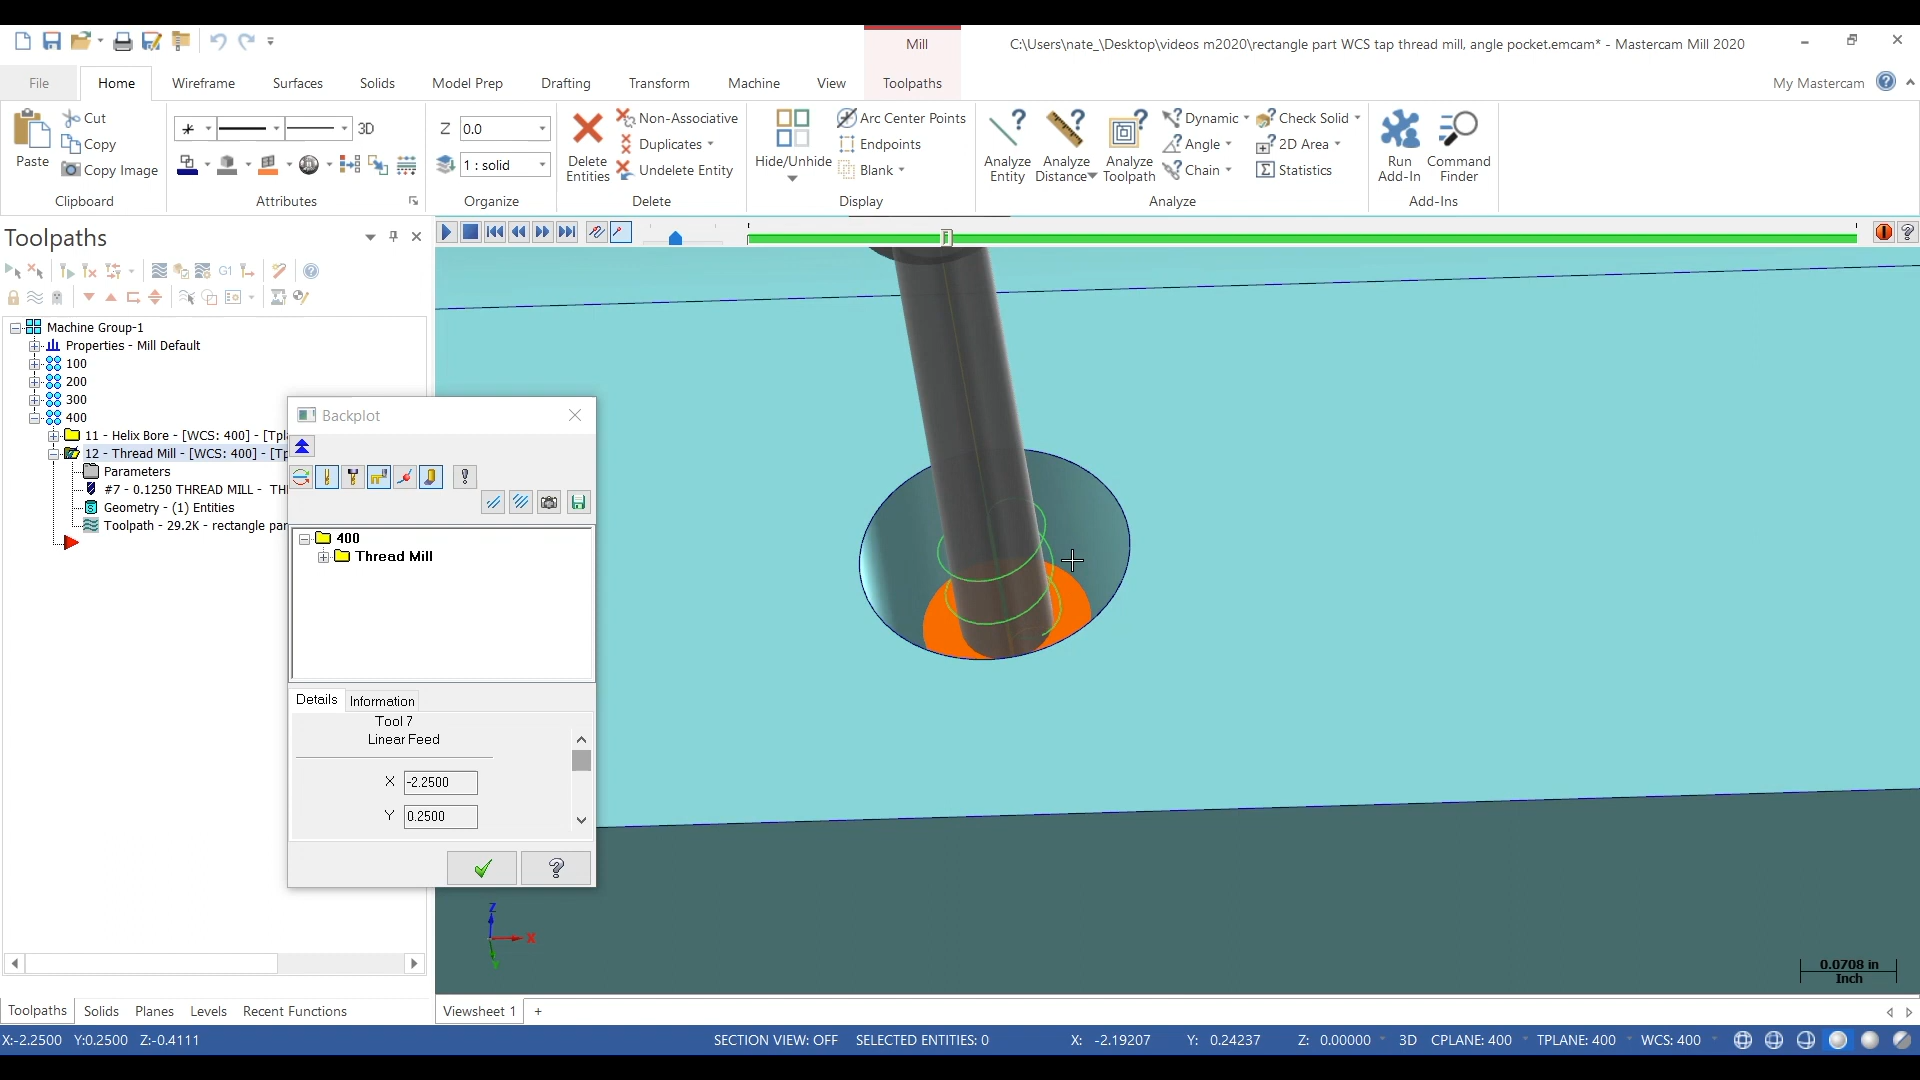 Mill
C:\Users\nate_\Desktop\videos m2020\rectangle part WCS tap thread mill, angle pocket.emcam* - Mastercam Mill 2020
File
Home
Wireframe
Surfaces
Solids
Model Prep
Drafting
Transform
Machine
View
Toolpaths
My Mastercam
Paste
Cut
Copy
Copy Image
Clipboard
3D
Attributes
Z 0.0
1 : solid
Organize
Delete Entities
Non-Associative
Duplicates
Undelete Entity
Delete
Hide/Unhide
Arc Center Points
Endpoints
Blank
Display
Analyze Entity
Analyze Distance
Analyze Toolpath
Dynamic
Angle
Chain
Check Solid
2D Area
Statistics
Analyze
Run Add-In
Command Finder
Add-Ins
Toolpaths
G1
Machine Group-1
Properties - Mill Default
100
200
300
400
11 - Helix Bore - [WCS: 400] - [Tpl
12 - Thread Mill - [WCS: 400] - [Tp
Parameters
#7 - 0.1250 THREAD MILL - TH
Geometry - (1) Entities
Toolpath - 29.2K - rectangle par
Backplot
400
Thread Mill
Details
Information
Tool 7
Linear Feed
X -2.2500
Y 0.2500
Z
X
Y
0.0708 in
Inch
Toolpaths
Solids
Planes
Levels
Recent Functions
Viewsheet 1
+
X:-2.2500 Y:0.2500 Z:-0.4111
SECTION VIEW: OFF
SELECTED ENTITIES: 0
X: -2.19207
Y: 0.24237
Z: 0.00000
3D
CPLANE: 400
TPLANE: 400
WCS: 400